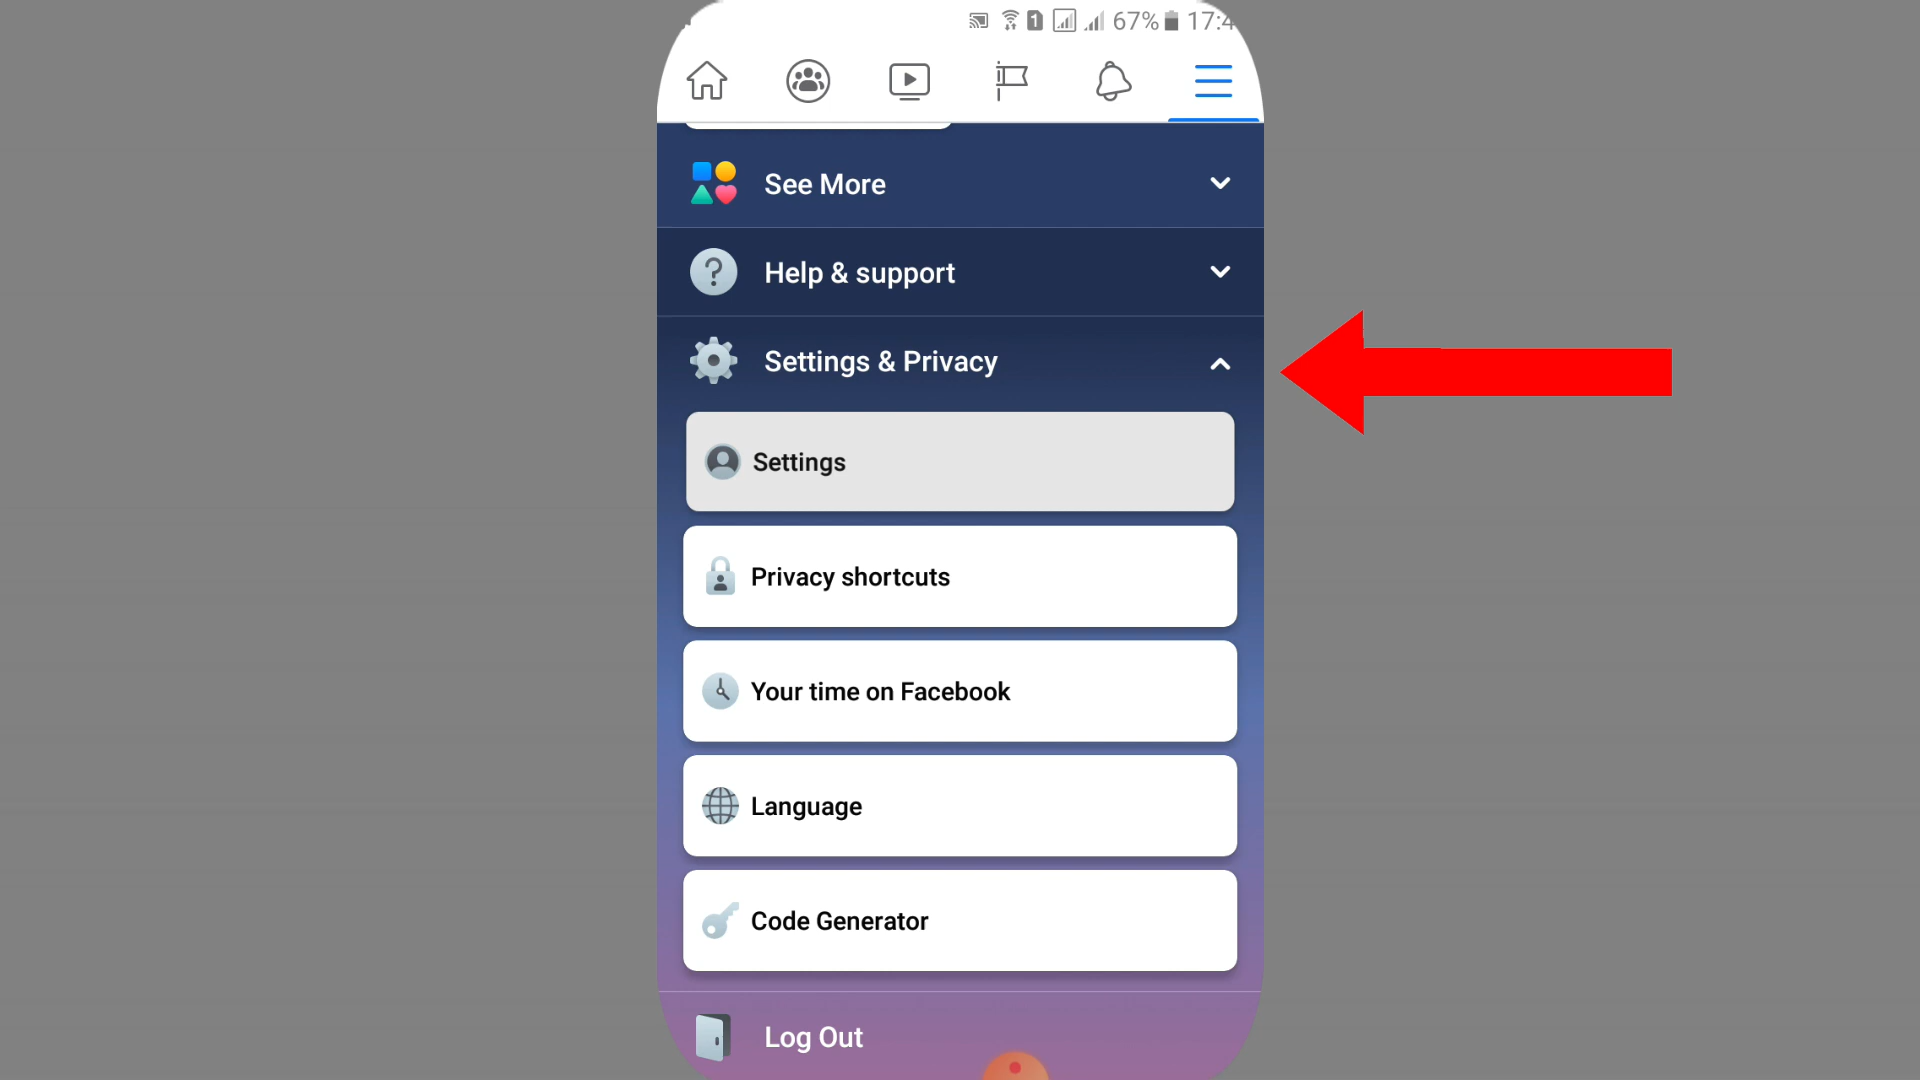 1 67% 17:4
See More
Help & support
Settings & Privacy
Settings
Privacy shortcuts
Your time on Facebook
Language
Code Generator
Log Out